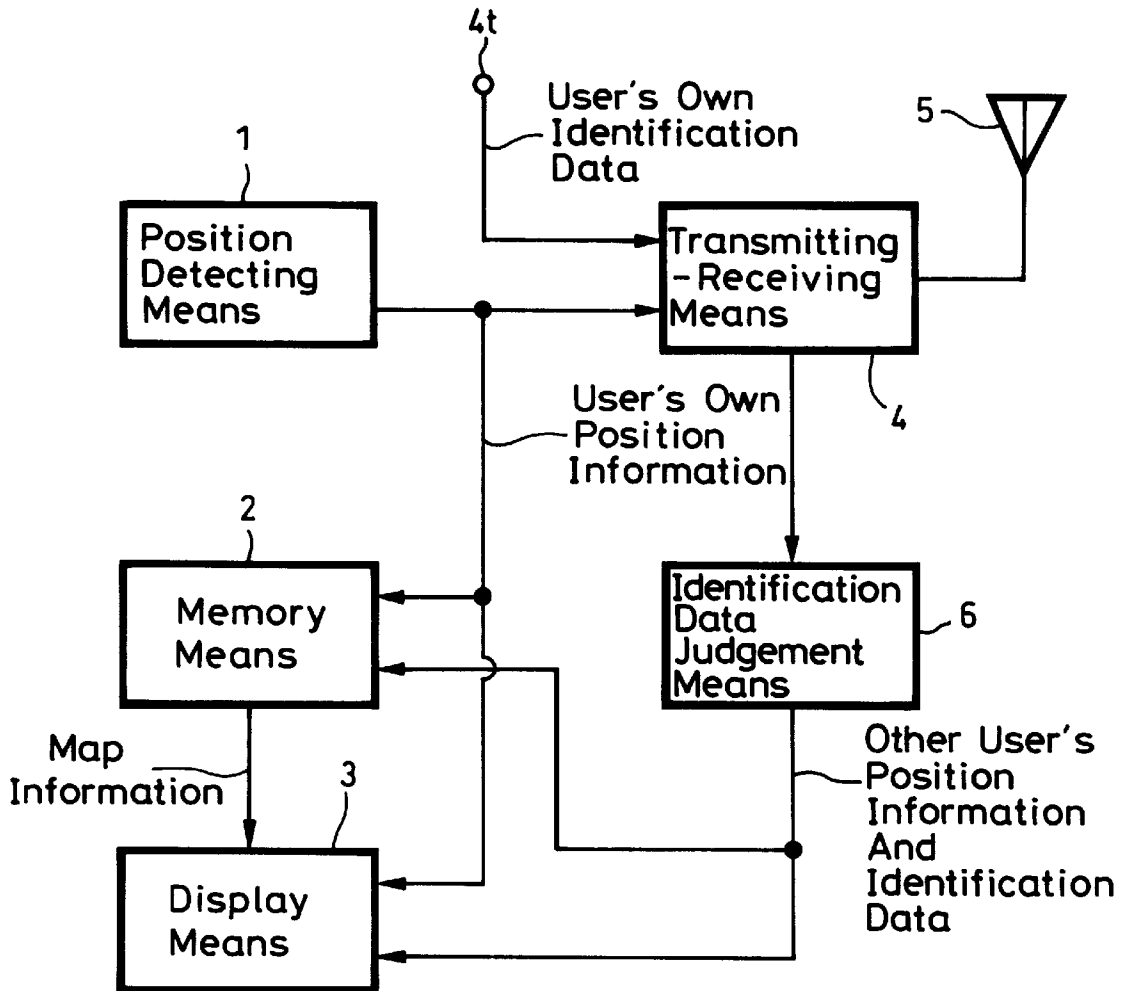 4t
User's Own
Identification
Data
5
1
Position
Detecting
Means
Transmitting
-Receiving
Means
4
User's Own
Position
Information
2
Memory
Means
Identification
Data
Judgement
Means
6
Map
Information
3
Other User's
Position
Information
And
Identification
Data
Display
Means